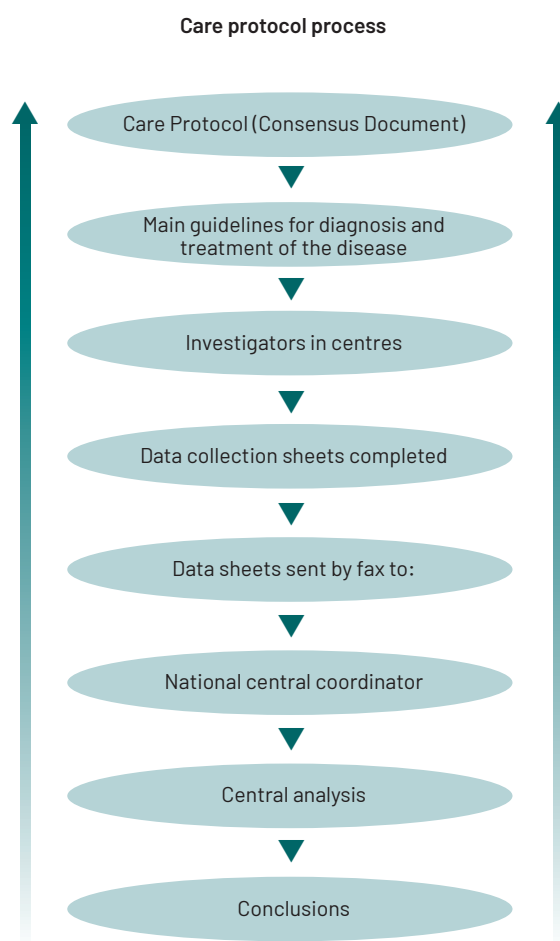 Care protocol process
Care Protocol (Consensus Document)
Main guidelines for diagnosis and
treatment of the disease
Investigators in centres
Data collection sheets completed
Data sheets sent by fax to:
National central coordinator
Central analysis
Conclusions